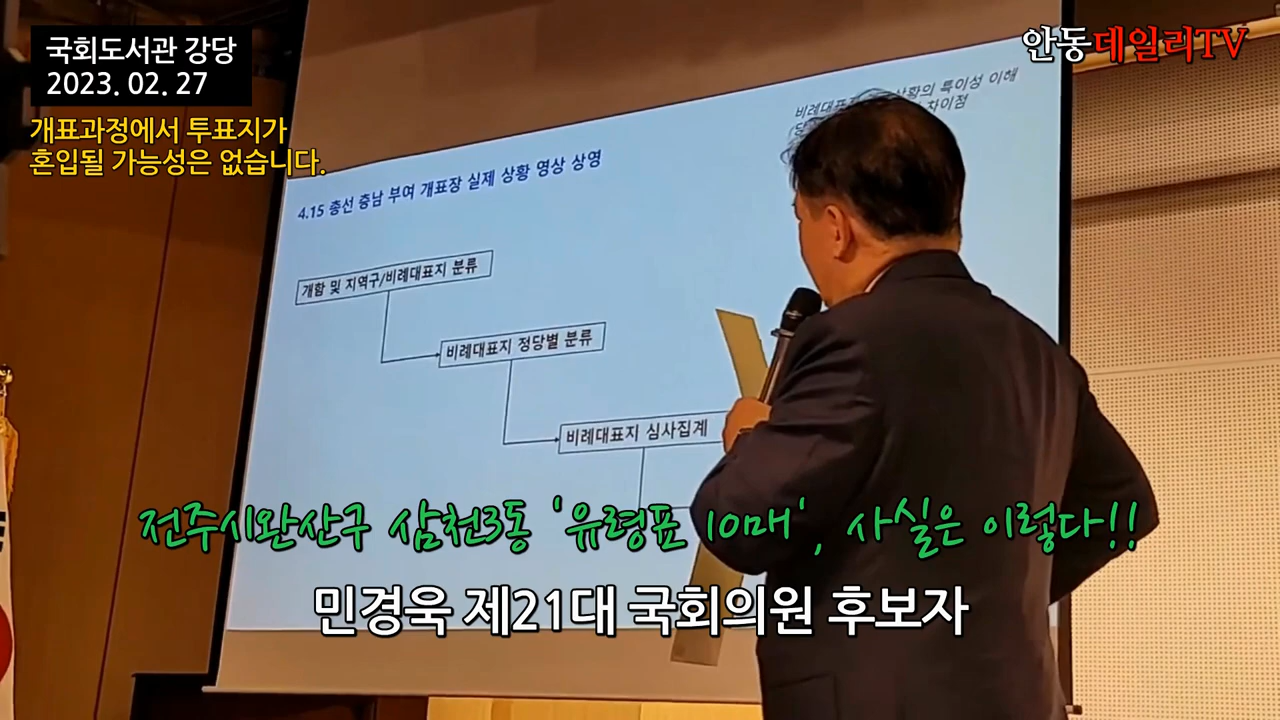 국회도서관 강당
2023. 02. 27
안동데일리TV
개표과정에서 투표지가
혼입될 가능성은 없습니다.
비례대표 상황의 특이성 이해
차이점
4.15 총선 충남 부여 개표장 실제 상황 영상 상영
개함 및 지역구/비례대표지 분류
비례대표지 정당별 분류
비례대표지 심사집계
전주시완산구 삼천3동 '유령표 10매', 사실은 이렇다!!
민경욱 제21대 국회의원 후보자